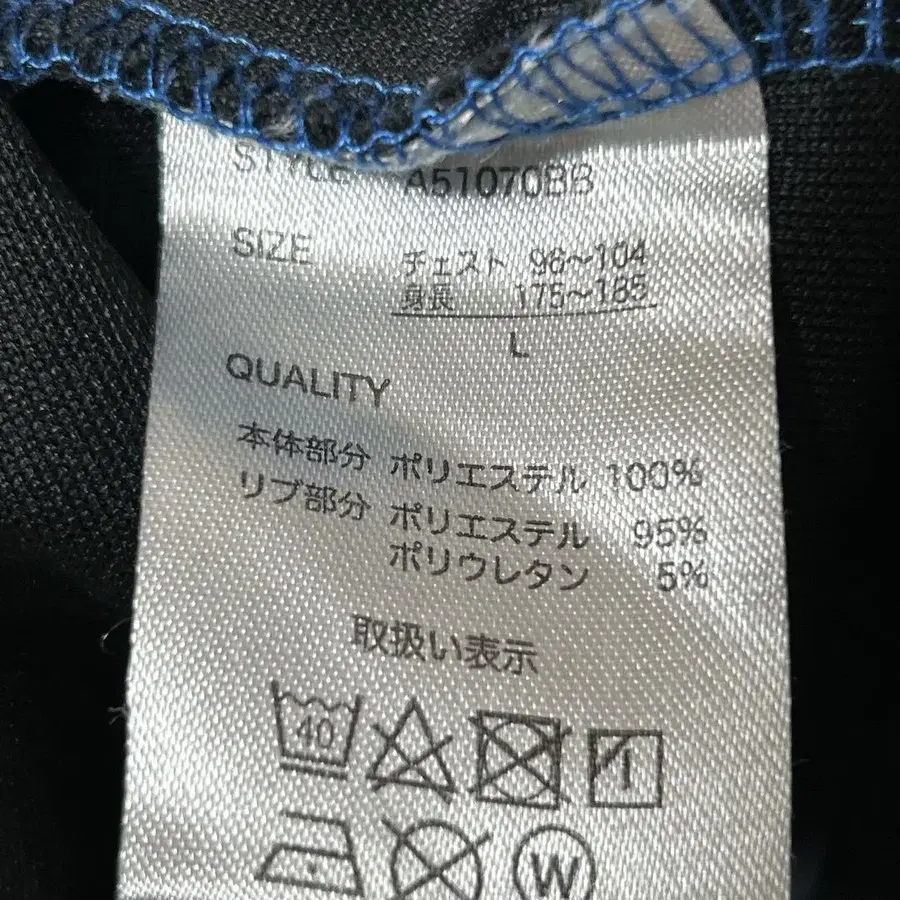 STYLE A51070BB
SIZE チェスト 96～104
身長 175～185
L
QUALITY
本体部分 ポリエステル 100%
リブ部分 ポリエステル 95%
ポリウレタン 5%
取扱い表示
40
W